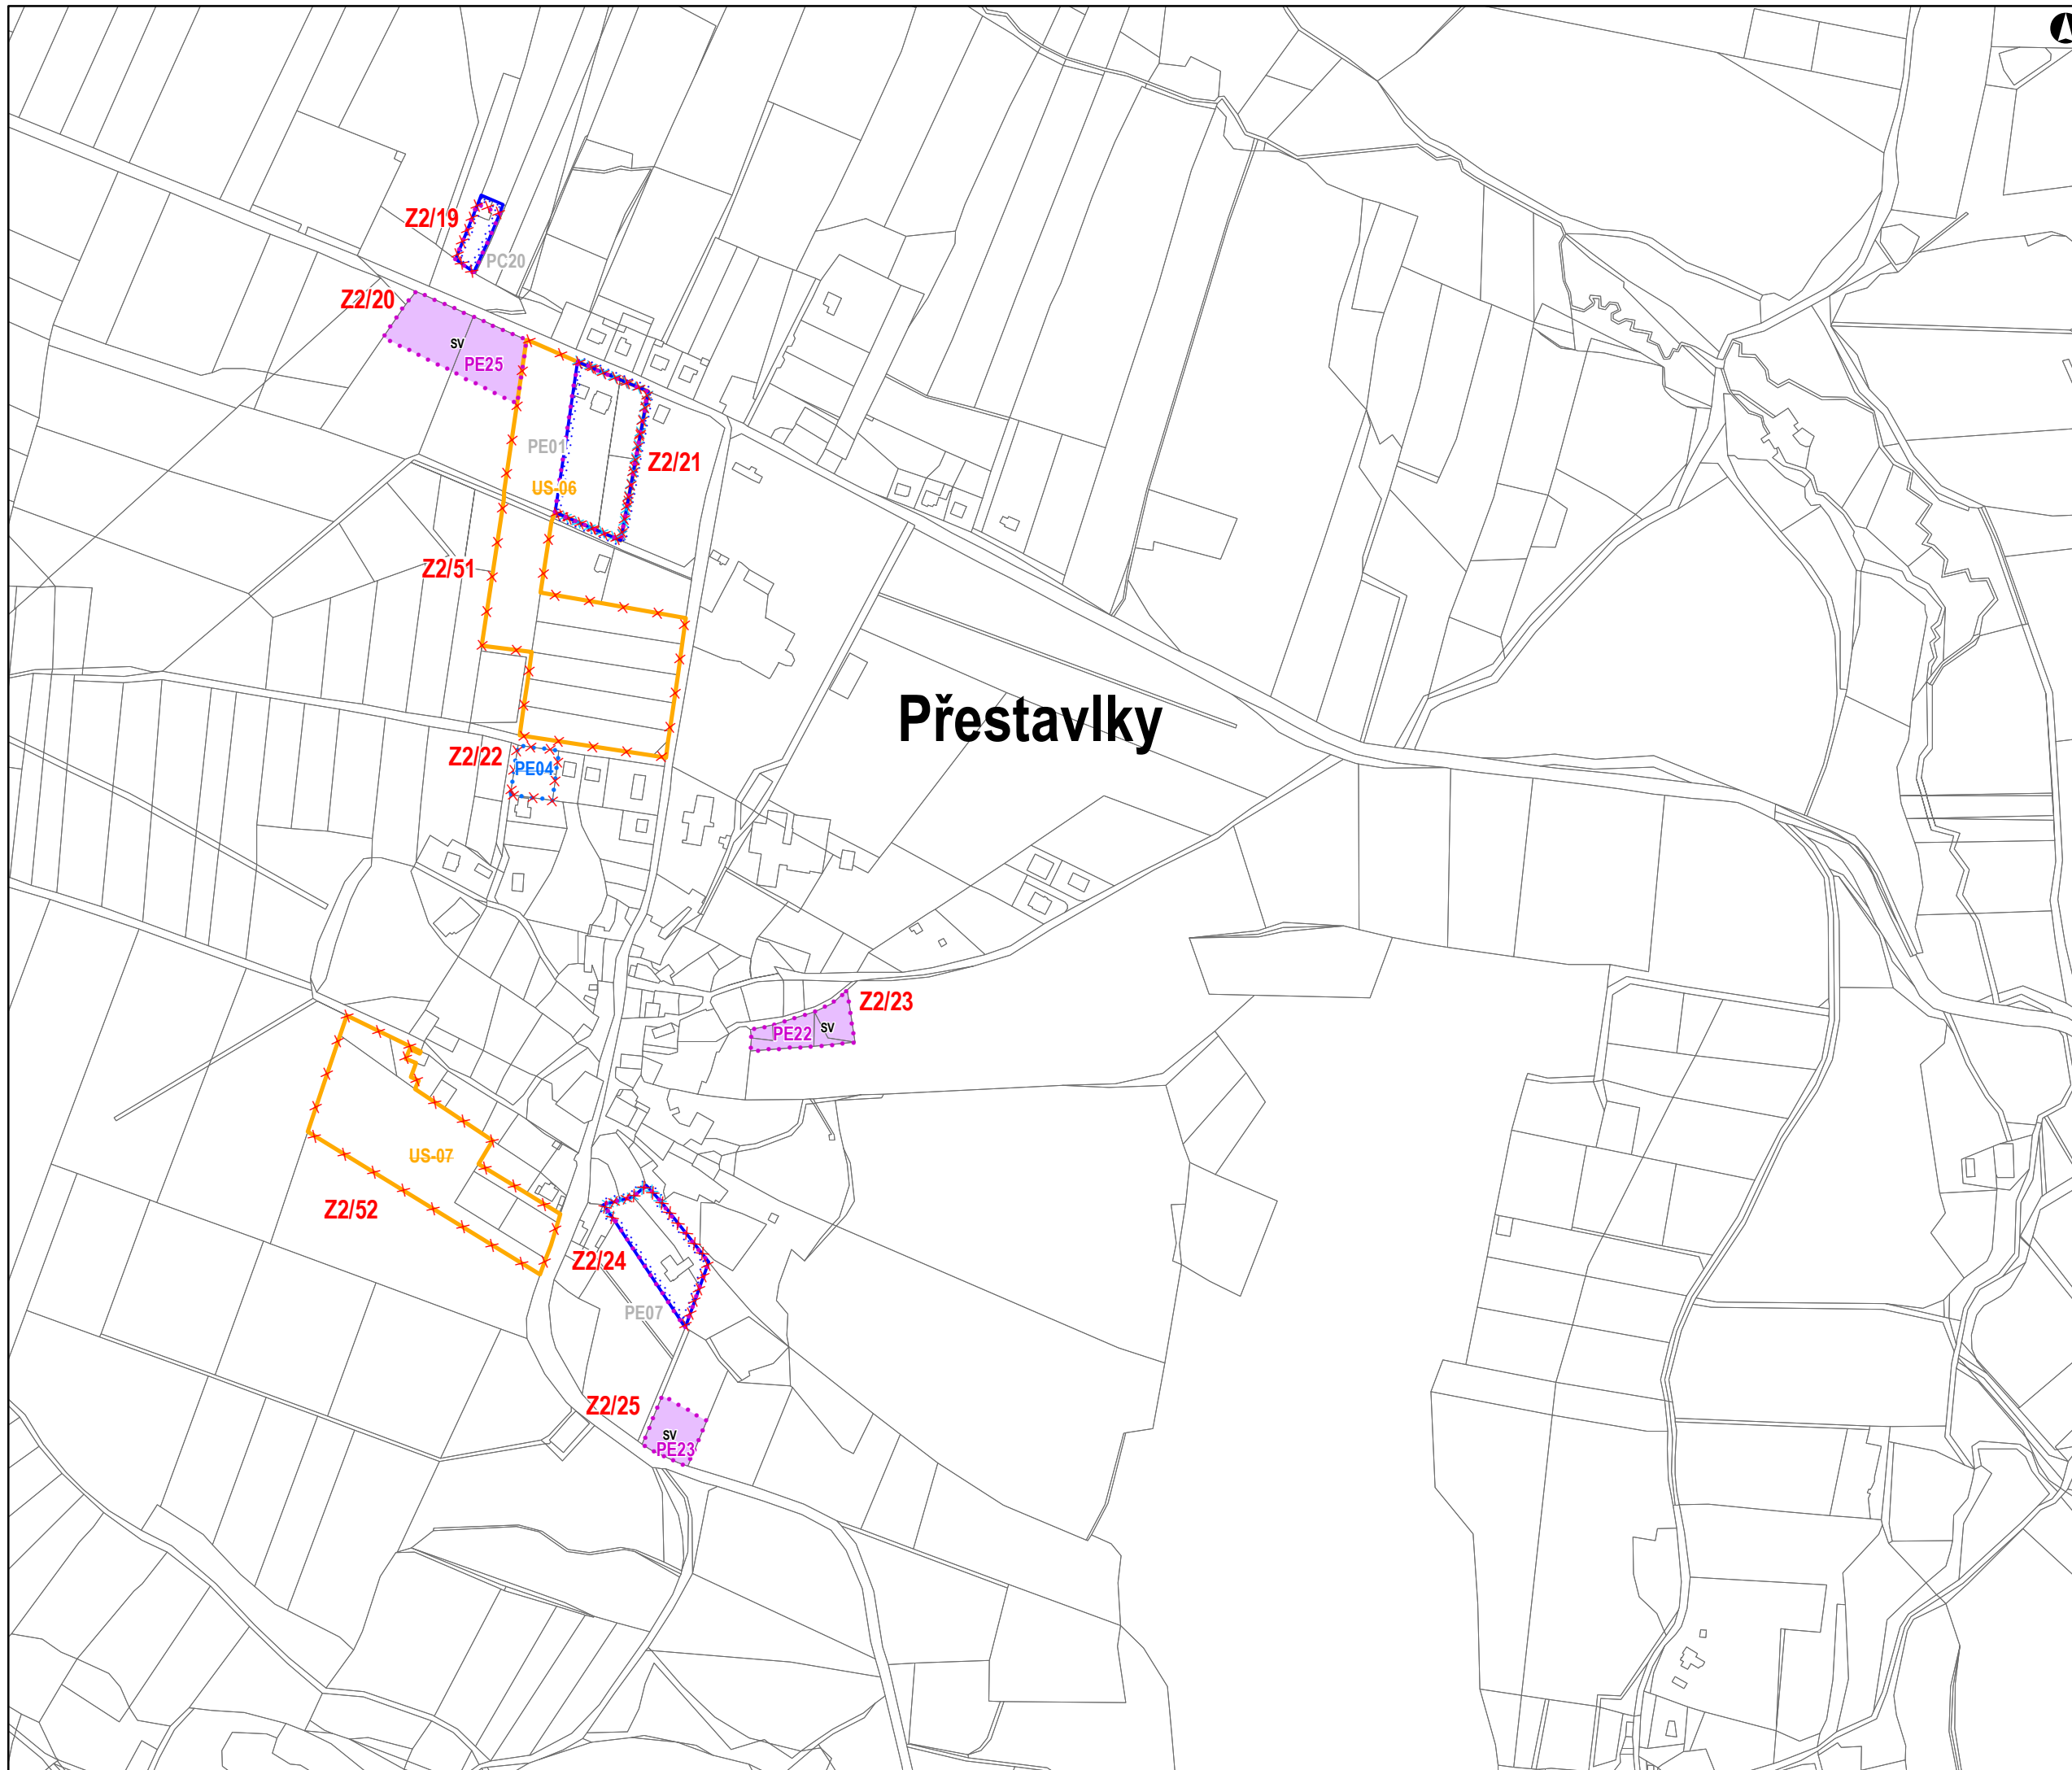 Z2/19
PC20
Z2/20
SV
PE25
PE01
Z2/21
US-06
Z2/51
Přestavlky
Z2/22
PE04
Z2/23
PE22
SV
US-07
Z2/52
Z2/24
PE07
Z2/25
SV
PE23